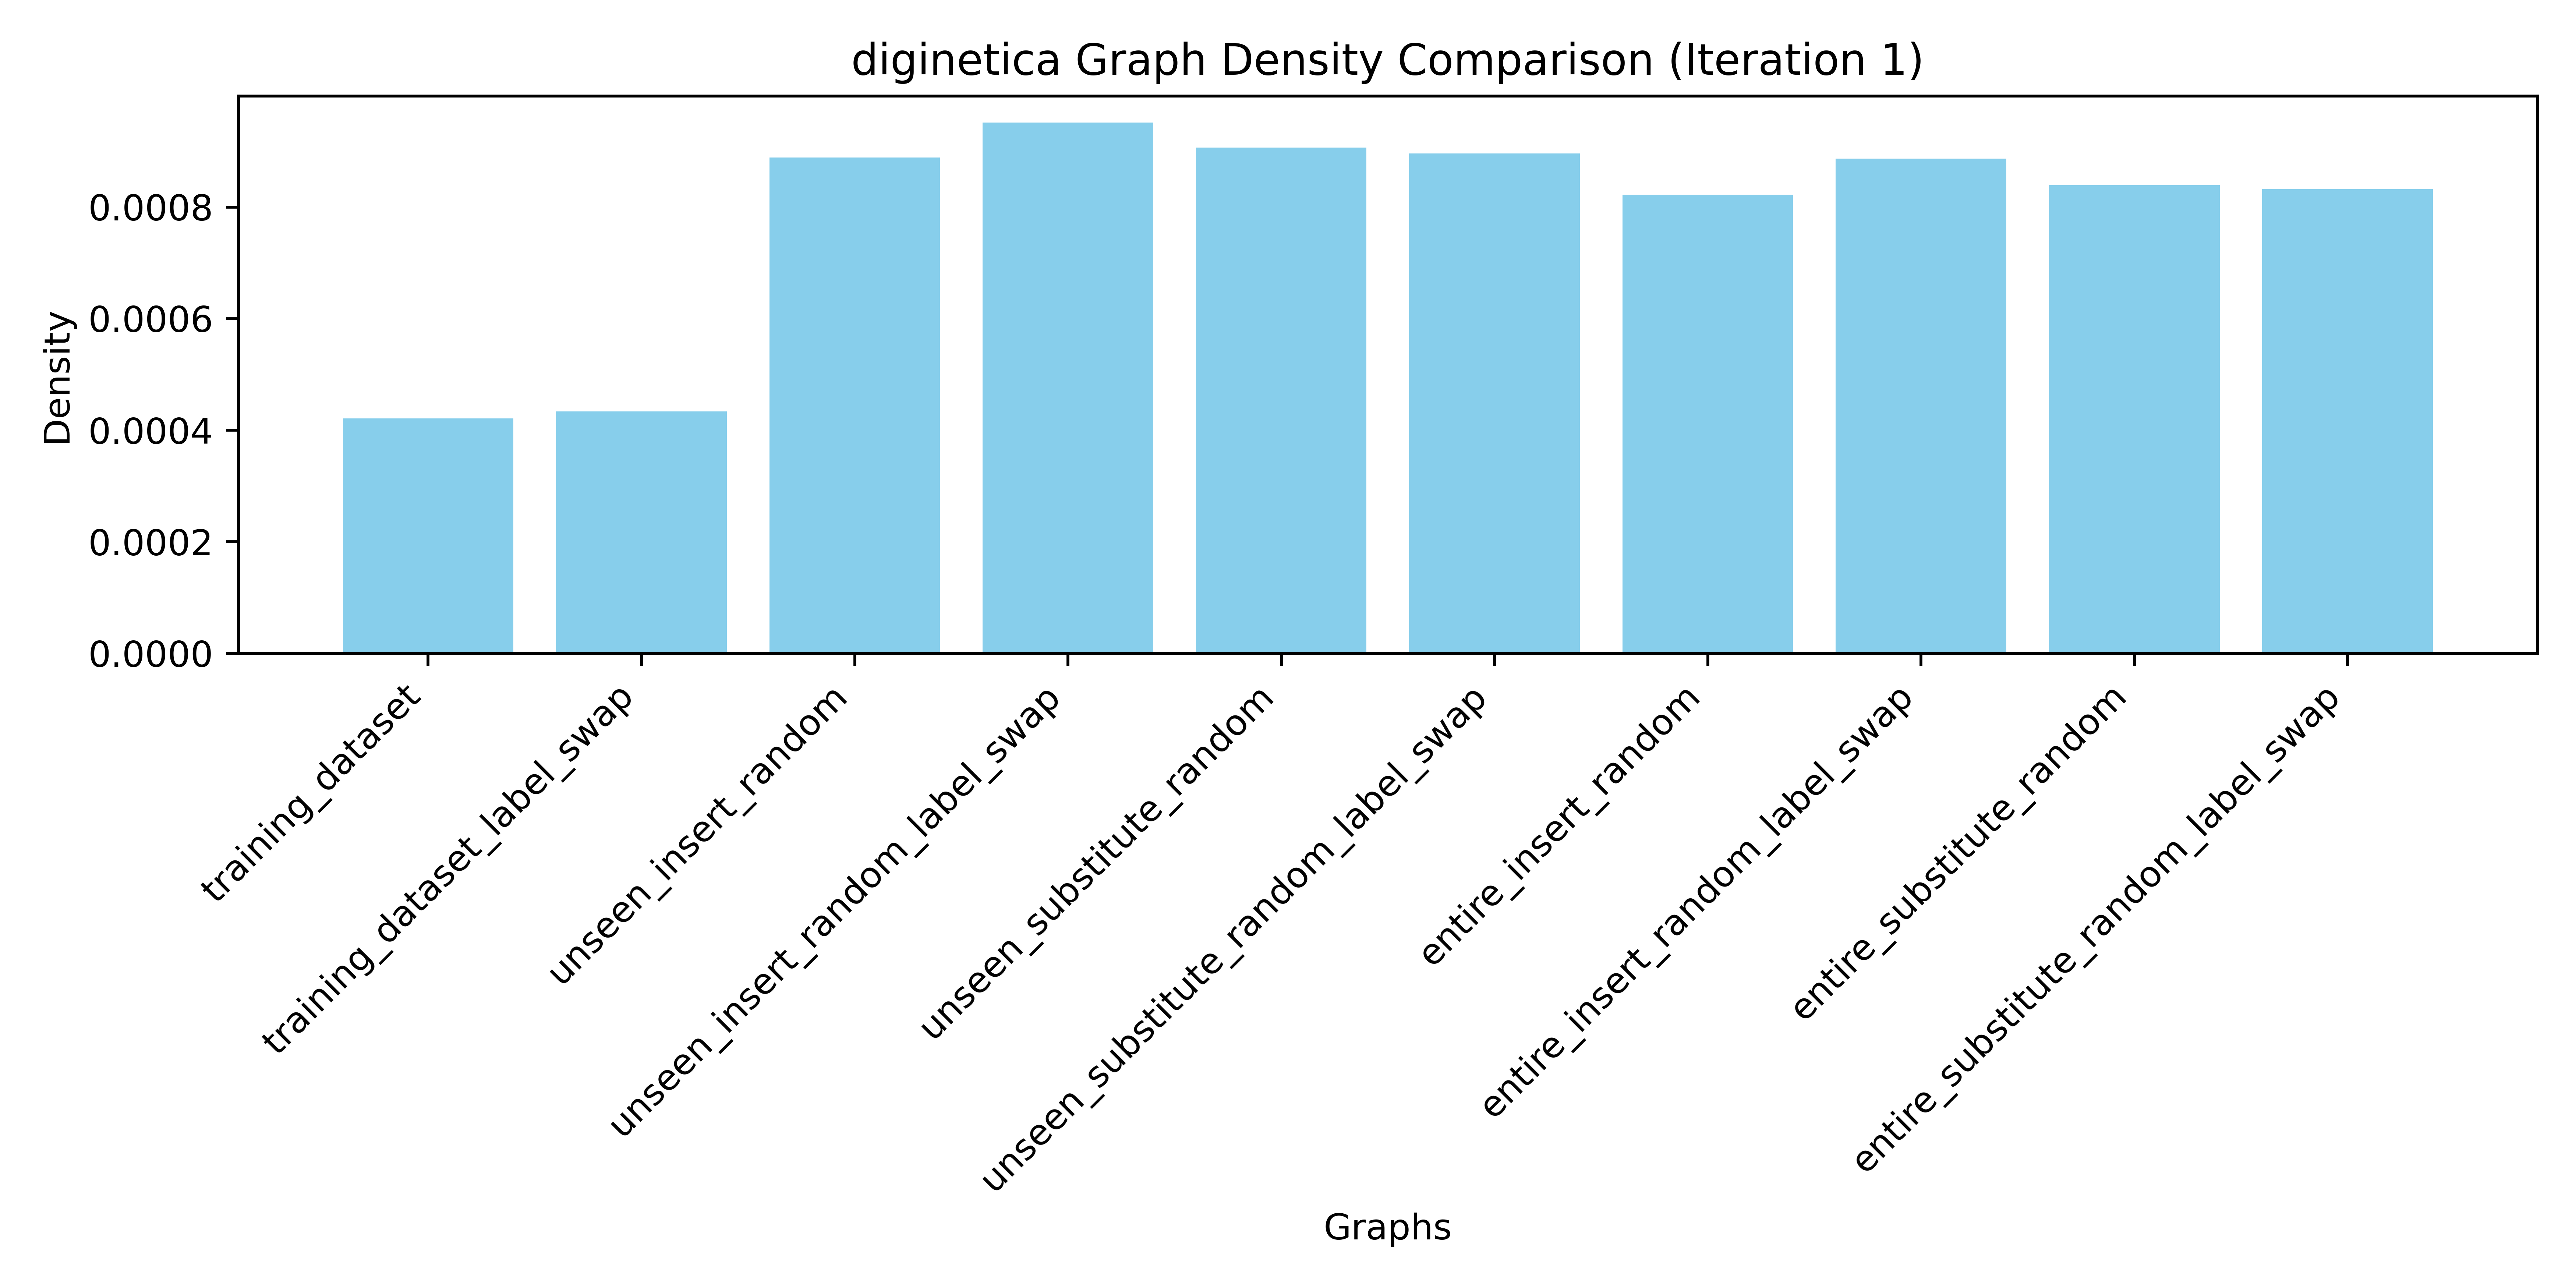 diginetica Graph Density Comparison (Iteration 1)
Density
0.0008
0.0006
0.0004
0.0002
0.0000
training_dataset
training_dataset_label_swap
unseen_insert_random
unseen_insert_random_label_swap
unseen_substitute_random
unseen_substitute_random_label_swap
entire_insert_random
entire_insert_random_label_swap
entire_substitute_random
entire_substitute_random_label_swap
Graphs